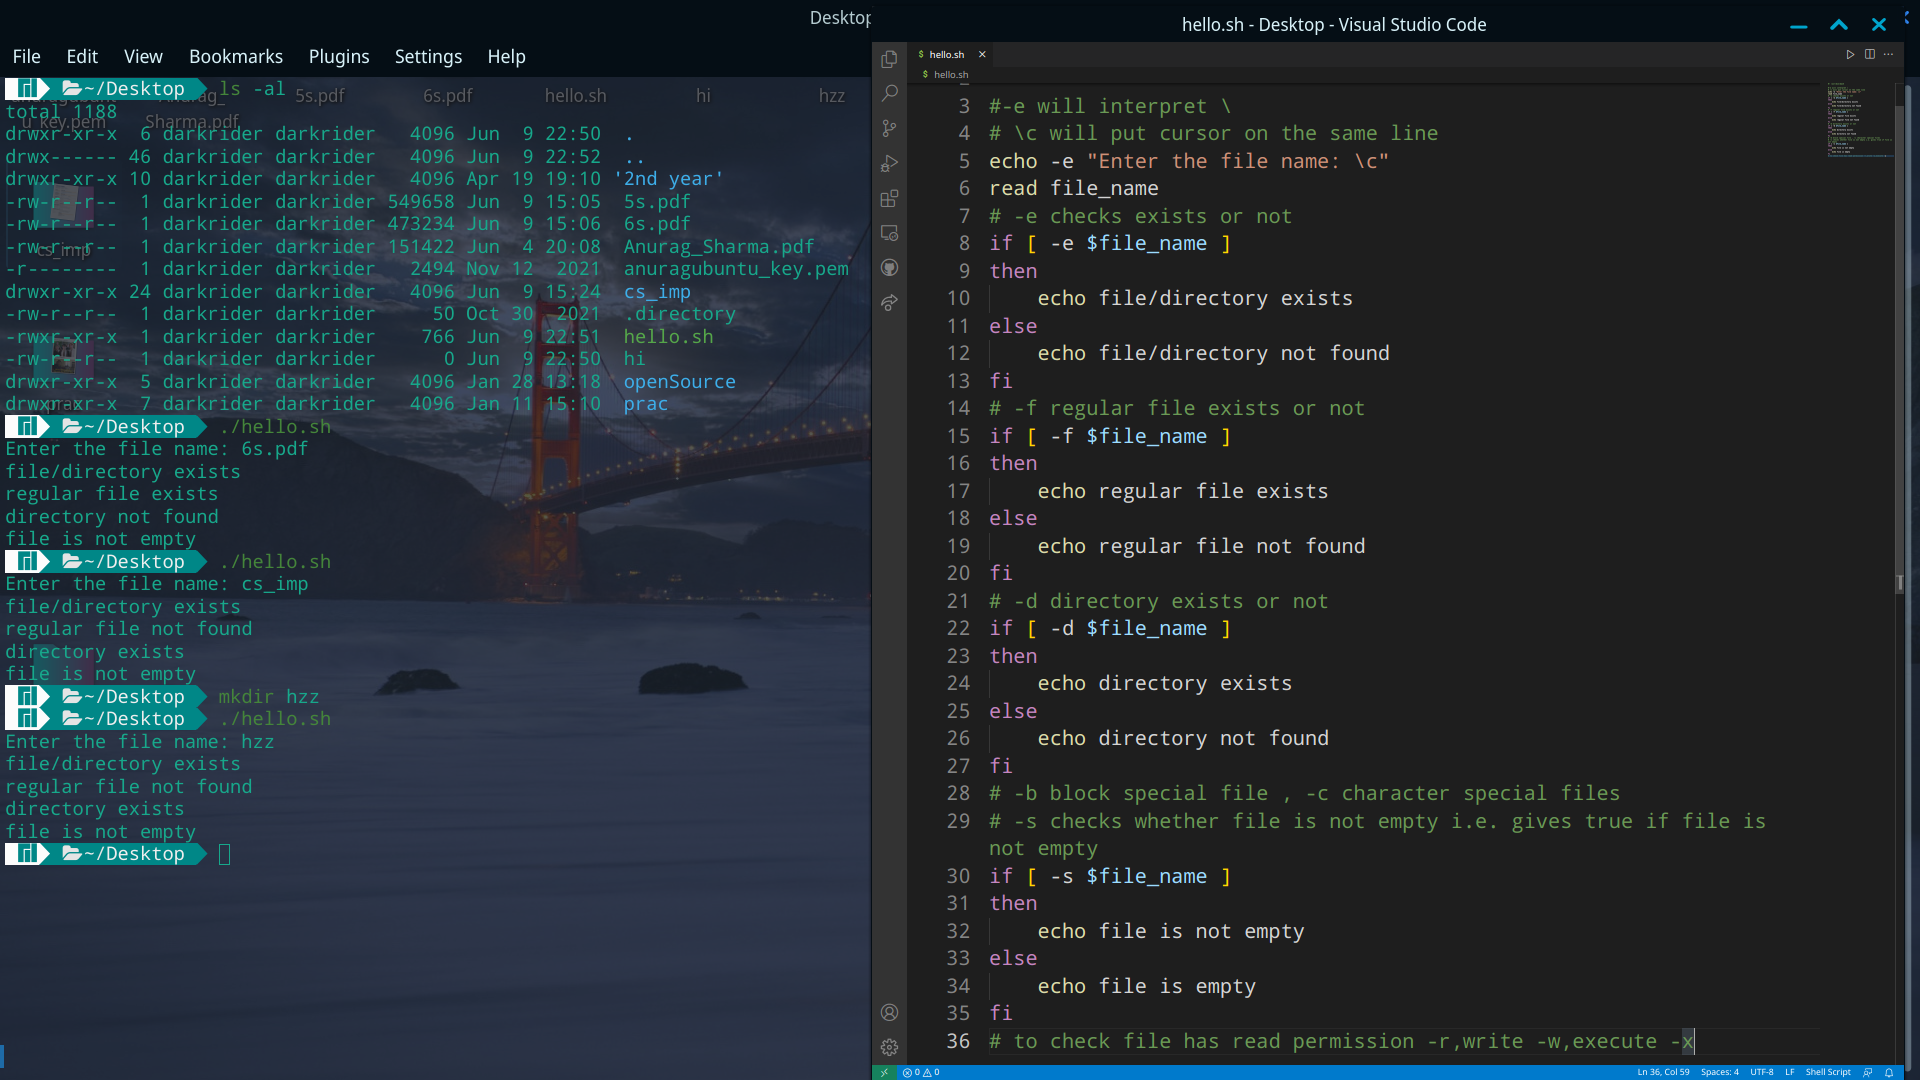 Desktop
File Edit View Bookmarks Plugins Settings Help
~/Desktop ls -al
total 1188
drwxr-xr-x 6 darkrider darkrider 4096 Jun 9 22:50 .
drwx------ 46 darkrider darkrider 4096 Jun 9 22:52 ..
drwxr-xr-x 10 darkrider darkrider 4096 Apr 19 19:10 '2nd year'
-rw-r--r-- 1 darkrider darkrider 549658 Jun 9 15:05 5s.pdf
-rw-r--r-- 1 darkrider darkrider 473234 Jun 9 15:06 6s.pdf
-rw-r--r-- 1 darkrider darkrider 151422 Jun 4 20:08 Anurag_Sharma.pdf
-r-------- 1 darkrider darkrider 2494 Nov 12 2021 anuragubuntu_key.pem
drwxr-xr-x 24 darkrider darkrider 4096 Jun 9 15:24 cs_imp
-rw-r--r-- 1 darkrider darkrider 50 Oct 30 2021 .directory
-rwxr-xr-x 1 darkrider darkrider 766 Jun 9 22:51 hello.sh
-rw-r--r-- 1 darkrider darkrider 0 Jun 9 22:50 hi
drwxr-xr-x 5 darkrider darkrider 4096 Jan 28 13:18 openSource
drwxr-xr-x 7 darkrider darkrider 4096 Jan 11 15:10 prac
~/Desktop ./hello.sh
Enter the file name: 6s.pdf
file/directory exists
regular file exists
directory not found
file is not empty
~/Desktop ./hello.sh
Enter the file name: cs_imp
file/directory exists
regular file not found
directory exists
file is not empty
~/Desktop mkdir hzz
~/Desktop ./hello.sh
Enter the file name: hzz
file/directory exists
regular file not found
directory exists
file is not empty
~/Desktop
5s.pdf 6s.pdf hello.sh hi hzz
u_key.pem Sharma.pdf
cs_imp
hello.sh - Desktop - Visual Studio Code
$ hello.sh
$ hello.sh
3 #-e will interpret \
4 # \c will put cursor on the same line
5 echo -e "Enter the file name: \c"
6 read file_name
7 # -e checks exists or not
8 if [ -e $file_name ]
9 then
10 echo file/directory exists
11 else
12 echo file/directory not found
13 fi
14 # -f regular file exists or not
15 if [ -f $file_name ]
16 then
17 echo regular file exists
18 else
19 echo regular file not found
20 fi
21 # -d directory exists or not
22 if [ -d $file_name ]
23 then
24 echo directory exists
25 else
26 echo directory not found
27 fi
28 # -b block special file , -c character special files
29 # -s checks whether file is not empty i.e. gives true if file is
not empty
30 if [ -s $file_name ]
31 then
32 echo file is not empty
33 else
34 echo file is empty
35 fi
36 # to check file has read permission -r,write -w,execute -x
0 0 Ln 36, Col 59 Spaces: 4 UTF-8 LF Shell Script